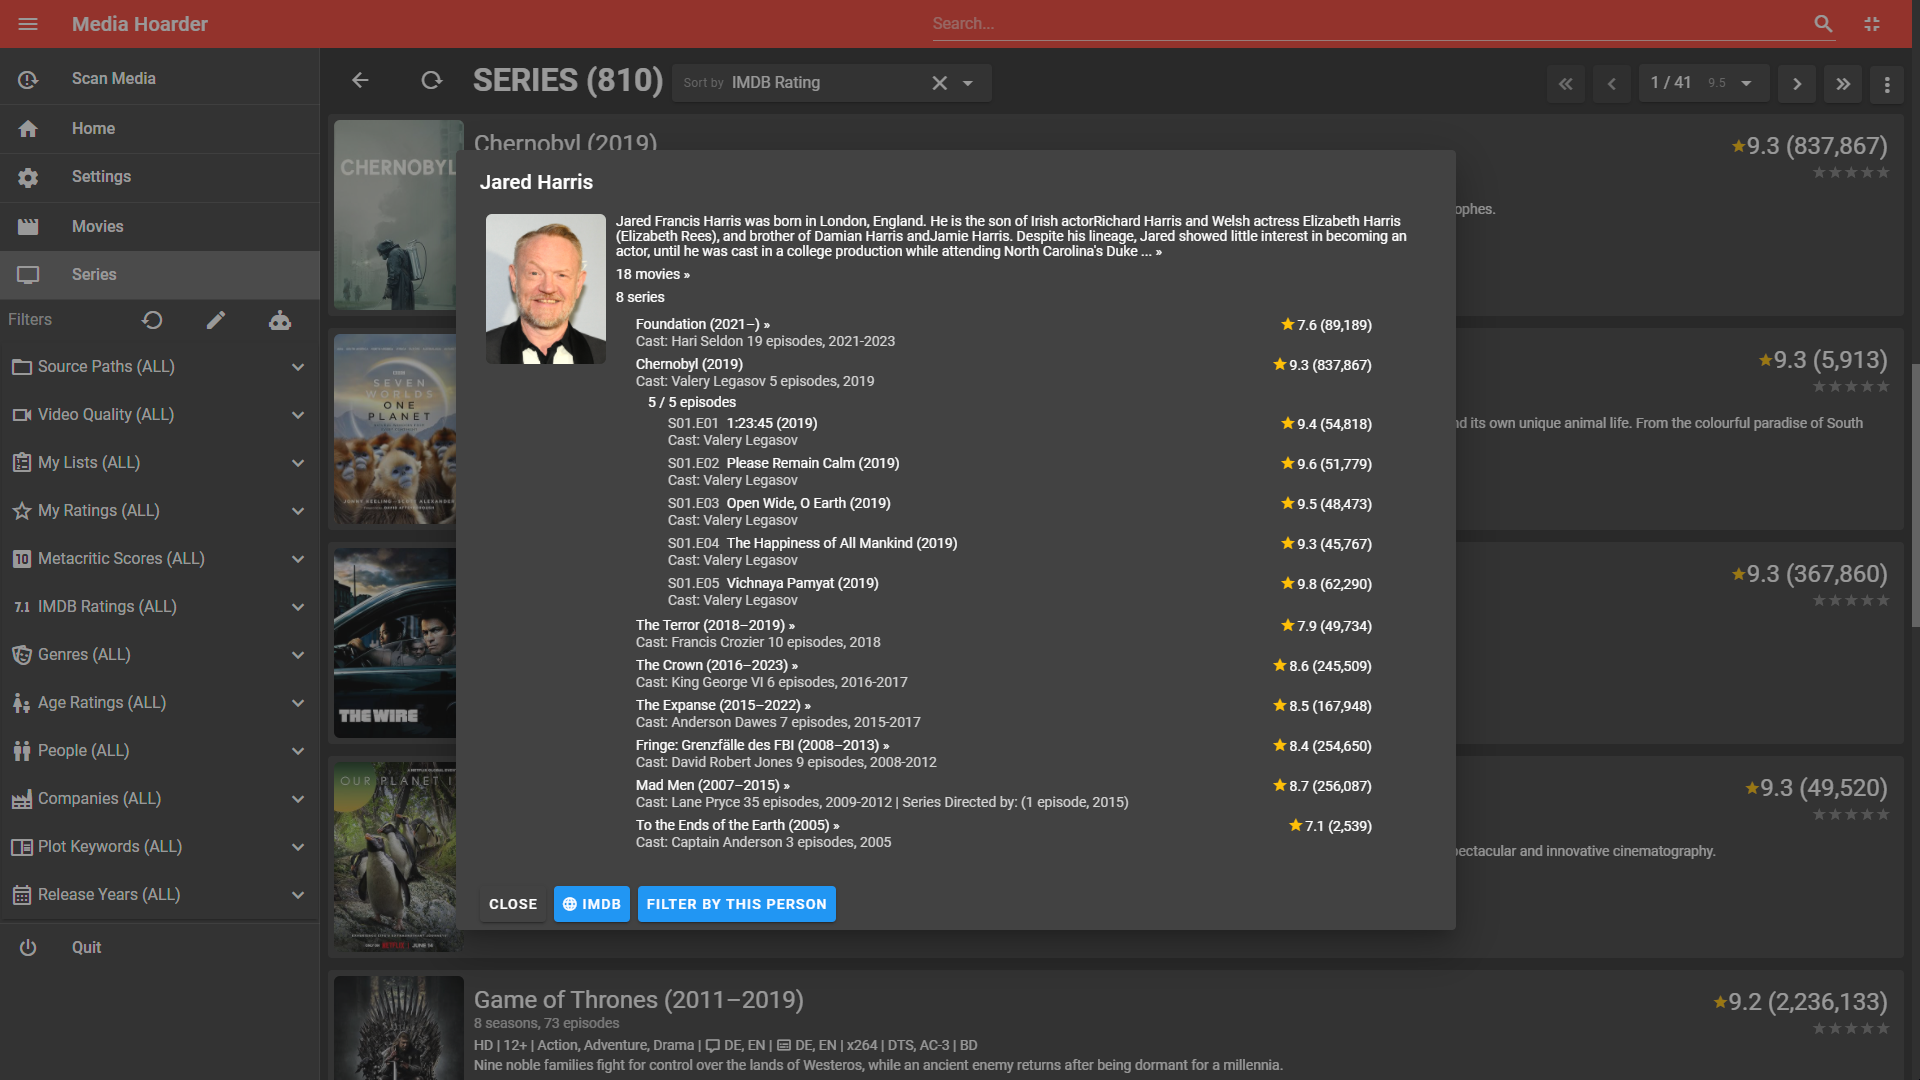 Media Hoarder
Search...
Scan Media
Home
Settings
Movies
Series
Filters
Source Paths (ALL)
Video Quality (ALL)
My Lists (ALL)
My Ratings (ALL)
10 Metacritic Scores (ALL)
7.1 IMDB Ratings (ALL)
Genres (ALL)
Age Ratings (ALL)
People (ALL)
Companies (ALL)
Plot Keywords (ALL)
Release Years (ALL)
Quit
SERIES (810)
Sort by IMDB Rating
1 / 41 9.5
CHERNOBYL
Chernobyl (2019)
9.3 (837,867)
ophes.
SEVEN
WORLDS
ONE
PLANET
9.3 (5,913)
nd its own unique animal life. From the colourful paradise of South
THE WIRE
9.3 (367,860)
OUR PLANET I
JUNE 14
9.3 (49,520)
pectacular and innovative cinematography.
Jared Harris
Jared Francis Harris was born in London, England. He is the son of Irish actorRichard Harris and Welsh actress Elizabeth Harris
(Elizabeth Rees), and brother of Damian Harris andJamie Harris. Despite his lineage, Jared showed little interest in becoming an
actor, until he was cast in a college production while attending North Carolina's Duke ... »
18 movies »
8 series
Foundation (2021–) » 7.6 (89,189)
Cast: Hari Seldon 19 episodes, 2021-2023
Chernobyl (2019) 9.3 (837,867)
Cast: Valery Legasov 5 episodes, 2019
5 / 5 episodes
S01.E01 1:23:45 (2019) 9.4 (54,818)
Cast: Valery Legasov
S01.E02 Please Remain Calm (2019) 9.6 (51,779)
Cast: Valery Legasov
S01.E03 Open Wide, O Earth (2019) 9.5 (48,473)
Cast: Valery Legasov
S01.E04 The Happiness of All Mankind (2019) 9.3 (45,767)
Cast: Valery Legasov
S01.E05 Vichnaya Pamyat (2019) 9.8 (62,290)
Cast: Valery Legasov
The Terror (2018–2019) » 7.9 (49,734)
Cast: Francis Crozier 10 episodes, 2018
The Crown (2016–2023) » 8.6 (245,509)
Cast: King George VI 6 episodes, 2016-2017
The Expanse (2015–2022) » 8.5 (167,948)
Cast: Anderson Dawes 7 episodes, 2015-2017
Fringe: Grenzfälle des FBI (2008–2013) » 8.4 (254,650)
Cast: David Robert Jones 9 episodes, 2008-2012
Mad Men (2007–2015) » 8.7 (256,087)
Cast: Lane Pryce 35 episodes, 2009-2012 | Series Directed by: (1 episode, 2015)
To the Ends of the Earth (2005) » 7.1 (2,539)
Cast: Captain Anderson 3 episodes, 2005
CLOSE
IMDB
FILTER BY THIS PERSON
Game of Thrones (2011–2019)
9.2 (2,236,133)
8 seasons, 73 episodes
HD | 12+ | Action, Adventure, Drama | DE, EN | DE, EN | x264 | DTS, AC-3 | BD
Nine noble families fight for control over the lands of Westeros, while an ancient enemy returns after being dormant for a millennia.